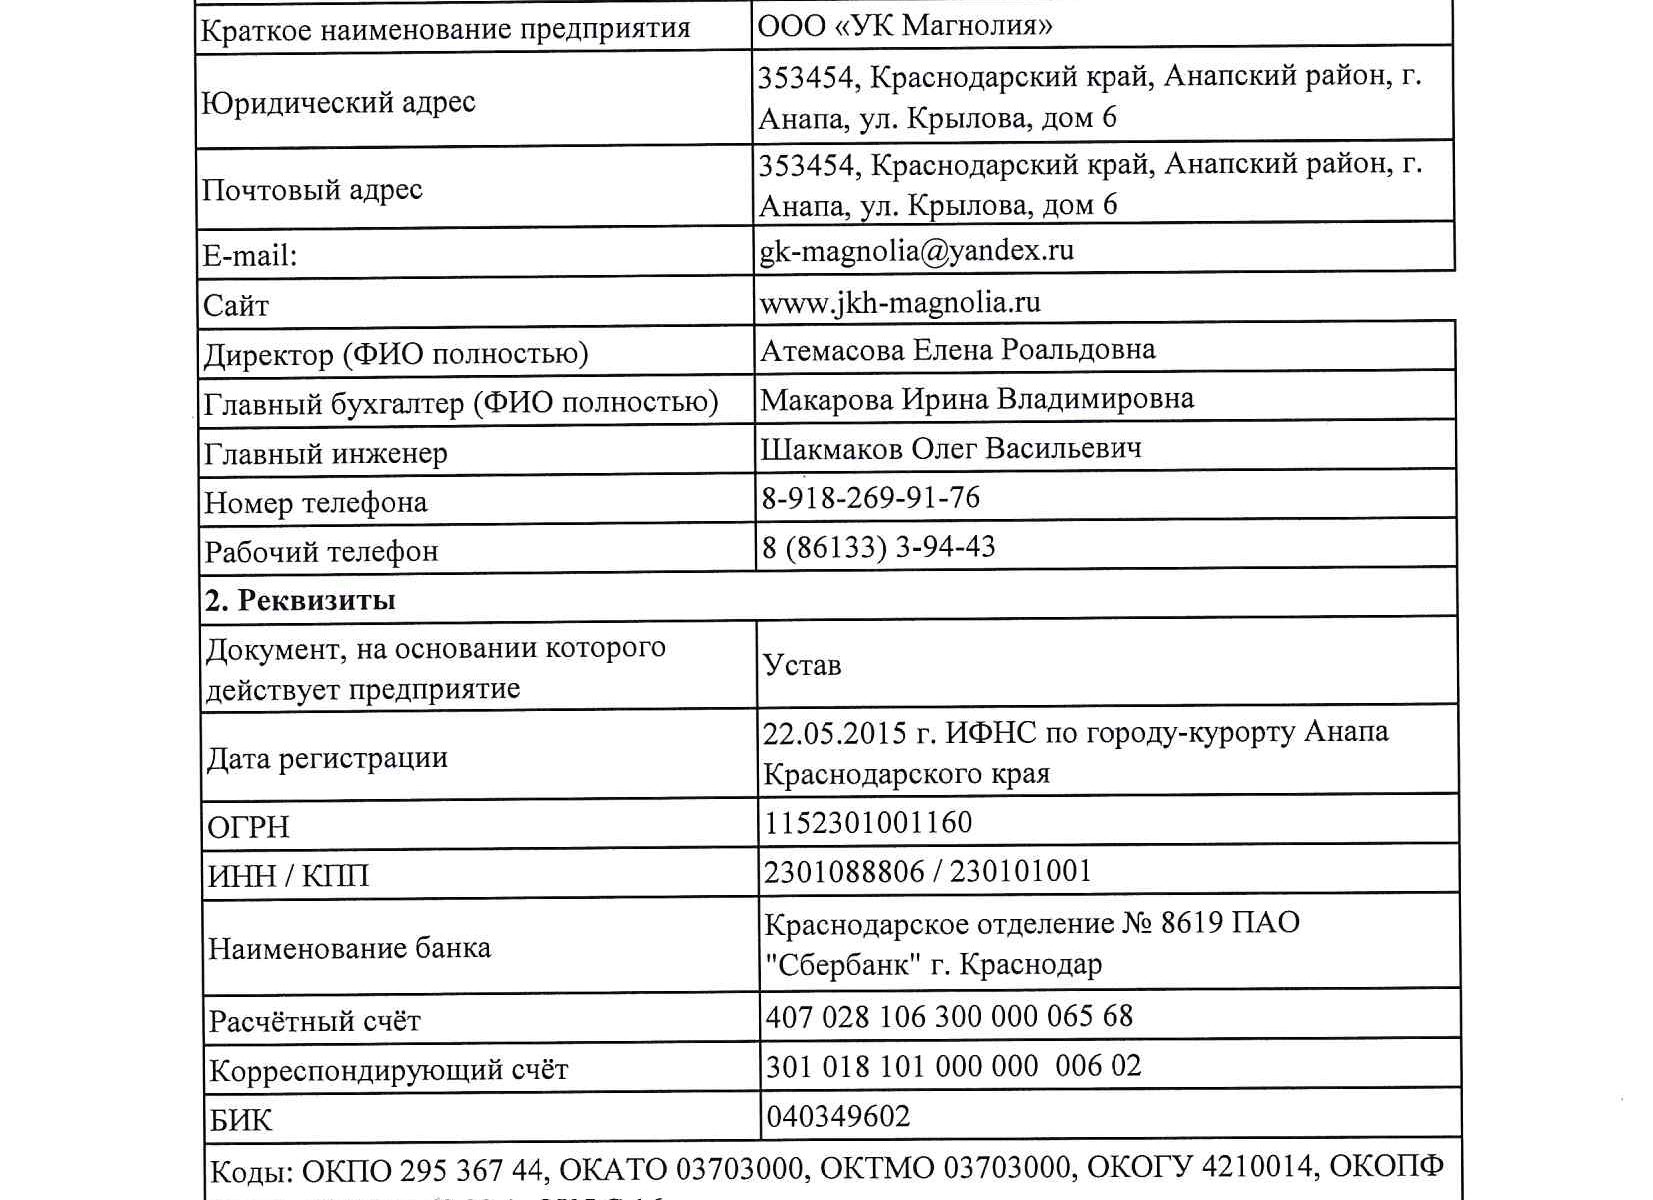 Краткое наименование предприятия
ООО «УК Магнолия»
Юридический адрес
353454, Краснодарский край, Анапский район, г.
Анапа, ул. Крылова, дом 6
Почтовый адрес
353454, Краснодарский край, Анапский район, г.
Анапа, ул. Крылова, дом 6
E-mail:
gk-magnolia@yandex.ru
Сайт
www.jkh-magnolia.ru
Директор (ФИО полностью)
Атемасова Елена Роальдовна
Главный бухгалтер (ФИО полностью)
Макарова Ирина Владимировна
Главный инженер
Шакмаков Олег Васильевич
Номер телефона
8-918-269-91-76
Рабочий телефон
8 (86133) 3-94-43
2. Реквизиты
Документ, на основании которого
действует предприятие
Устав
Дата регистрации
22.05.2015 г. ИФНС по городу-курорту Анапа
Краснодарского края
ОГРН
1152301001160
ИНН / КПП
2301088806 / 230101001
Наименование банка
Краснодарское отделение № 8619 ПАО
"Сбербанк" г. Краснодар
Расчётный счёт
407 028 106 300 000 065 68
Корреспондирующий счёт
301 018 101 000 000  006 02
БИК
040349602
Коды: ОКПО 295 367 44, ОКАТО 03703000, ОКТМО 03703000, ОКОГУ 4210014, ОКОПФ